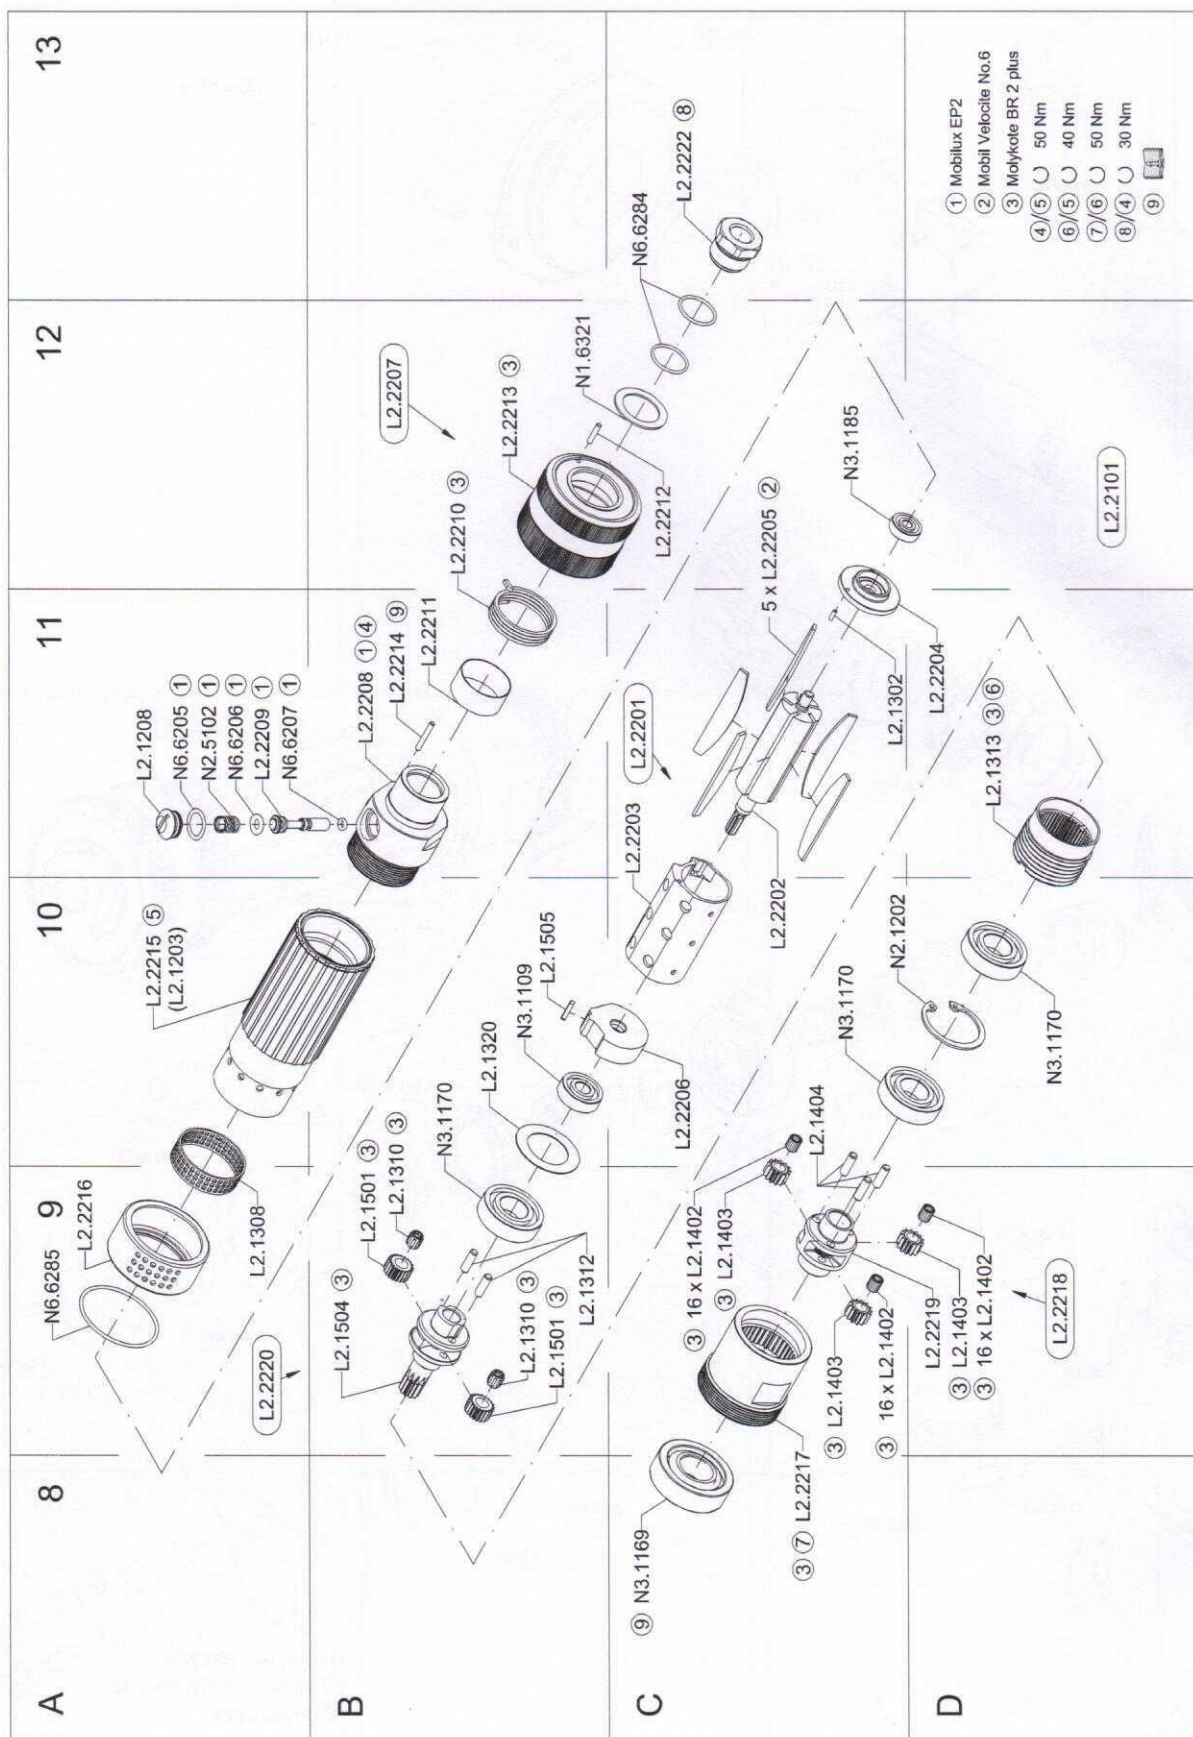 8
9
10
11
12
13
A
B
C
D
N6.6285
L2.2216
L2.1308
L2.2215 ⑤
(L2.1203)
L2.1208
N6.6205 ①
N2.5102 ①
N6.6206 ①
L2.2209 ①
N6.6207 ①
L2.2208 ① ④
L2.2214 ⑨
L2.2211
L2.2210 ③
L2.2213 ③
L2.2207
L2.2212
N1.6321
N6.6284
L2.2222 ⑧
L2.2220
L2.1504 ③
L2.1501 ③
L2.1310 ③
L2.1310 ③
L2.1501 ③
L2.1312
N3.1170
L2.1320
N3.1109
L2.1505
L2.2206
L2.2203
L2.2201
L2.2202
5 x L2.2205 ②
L2.1302
L2.2204
N3.1185
⑨ N3.1169
③ ⑦ L2.2217
③ 16 x L2.1402
③ L2.1403
③ L2.1403
③ 16 x L2.1402
L2.2219
③ L2.1403
③ 16 x L2.1402
L2.2218
L2.1404
N3.1170
N2.1202
N3.1170
L2.1313 ③ ⑥
L2.2101
① Mobilux EP2
② Mobil Velocite No.6
③ Molykote BR 2 plus
④/⑤ 50 Nm
⑥/⑤ 40 Nm
⑦/⑥ 50 Nm
⑧/④ 30 Nm
⑨